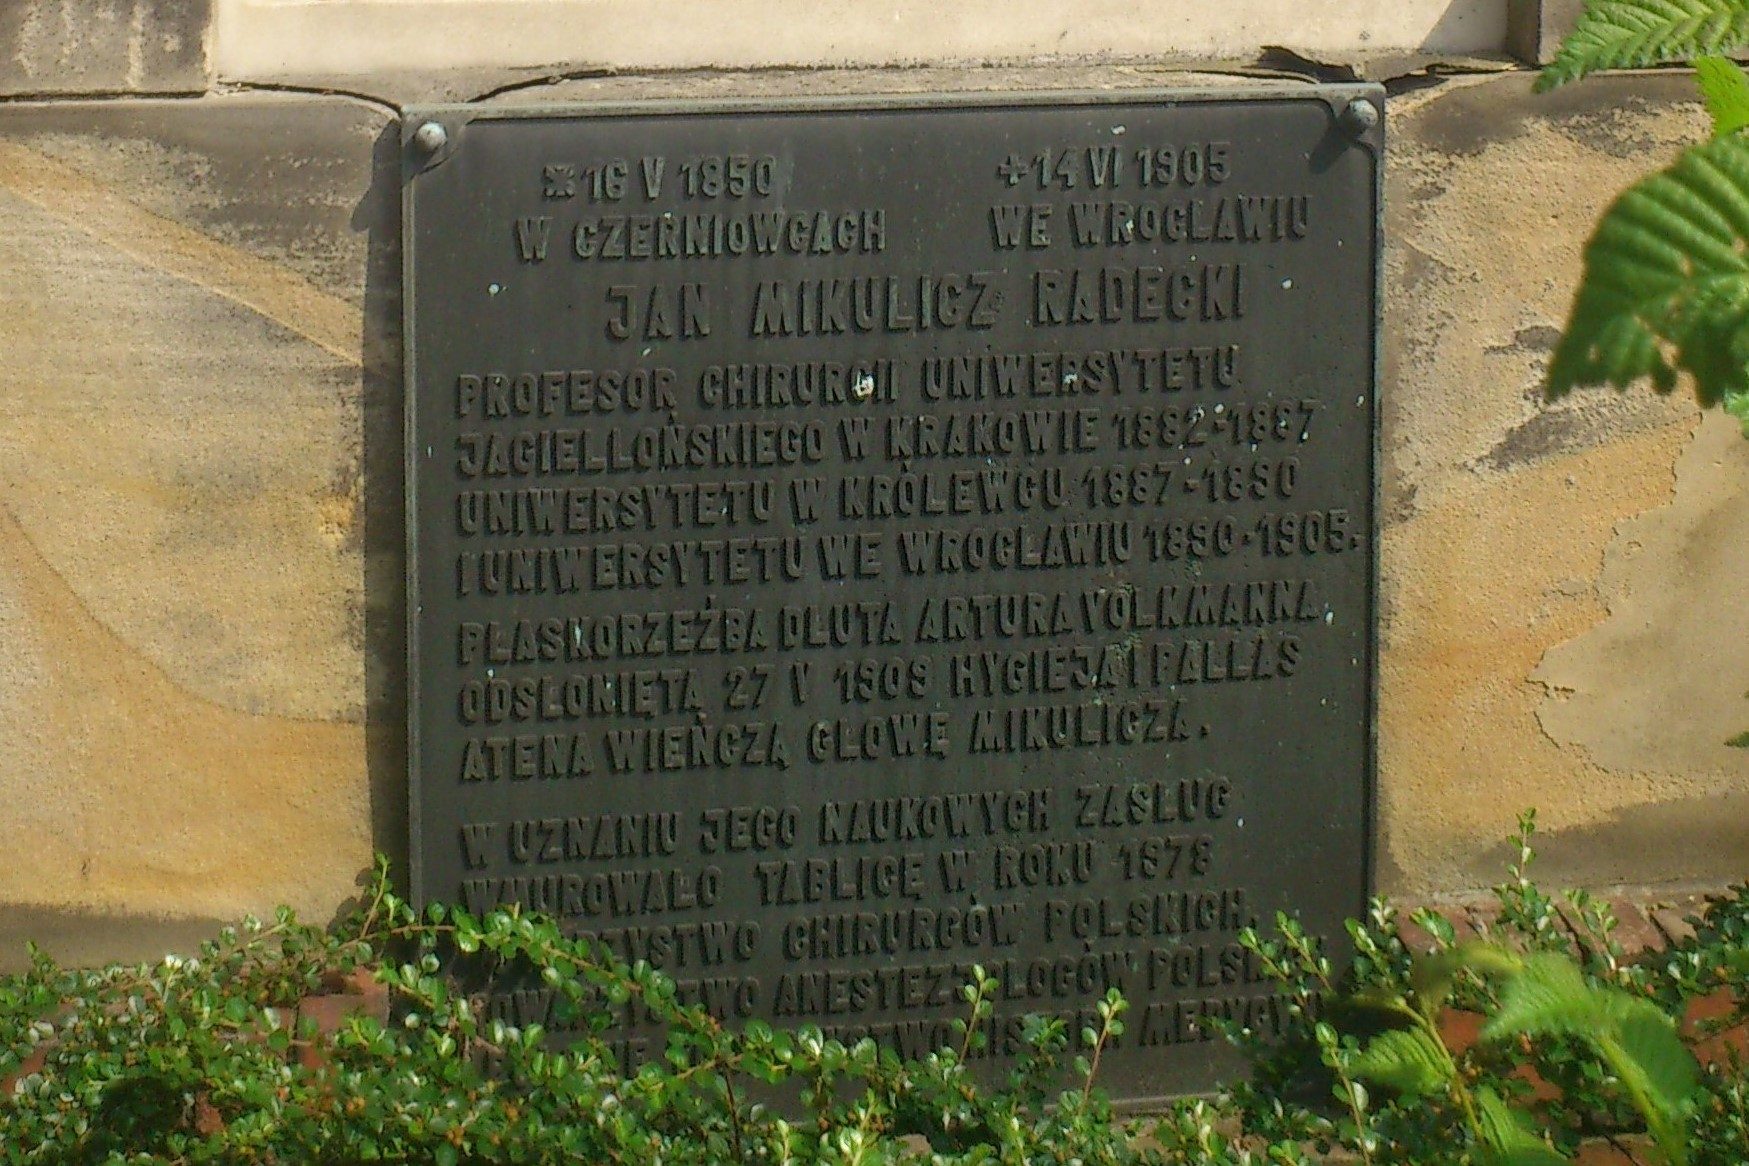 * 16 V 1850 + 14 VI 1905
W CZERNIOWCACH WE WROCŁAWIU
JAN MIKULICZ RADECKI
PROFESOR CHIRURGII UNIWERSYTETU
JAGIELLOŃSKIEGO W KRAKOWIE 1882-1887
UNIWERSYTETU W KRÓLEWCU 1887-1890
I UNIWERSYTETU WE WROCŁAWIU 1890-1905.
PŁASKORZEŹBA DŁUTA ARTURA VOLKMANNA
ODSŁONIĘTA 27 V 1909 HYGIEJA I PALLAS
ATENA WIEŃCZĄ GŁOWĘ MIKULICZA.
W UZNANIU JEGO NAUKOWYCH ZASŁUG
WMUROWAŁO TABLICĘ W ROKU 1978
CHIRURGÓW POLSKICH.
ANESTEZJOLOGÓW
MEDYCYNY